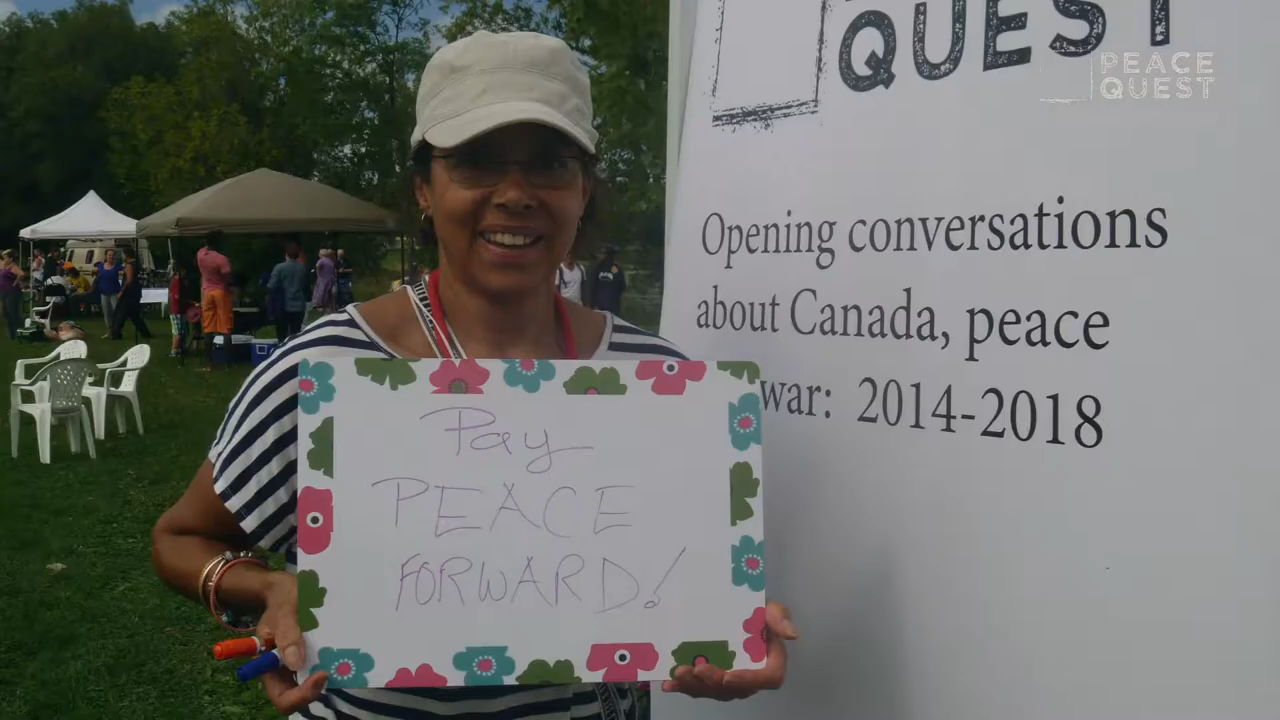 QUEST
PEACE
QUEST
Opening conversations
about Canada, peace
war: 2014-2018
Pay
PEACE
FORWARD!